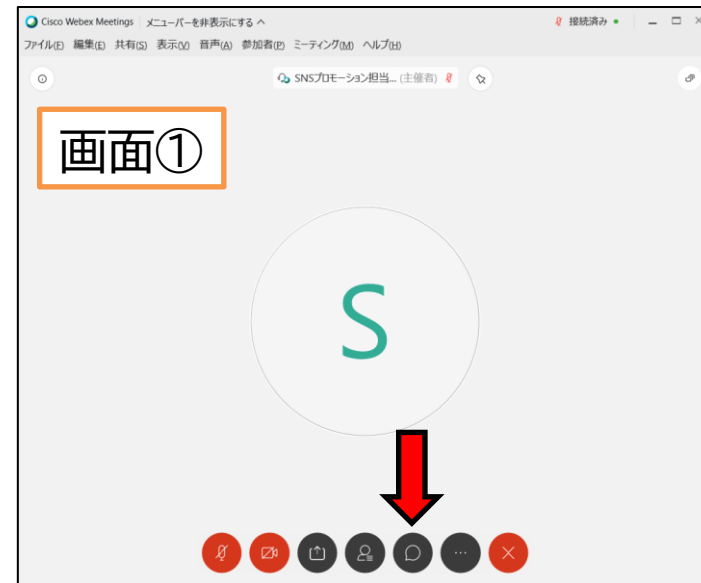 Cisco Webex Meetings メニューバーを非表示にする ヘ 接続済み
ファイル(F) 編集(E) 共有(S) 表示(V) 音声(A) 参加者(P) ミーティング(M) ヘルプ(H)
SNSプロモーション担当... (主催者)
画面①
S